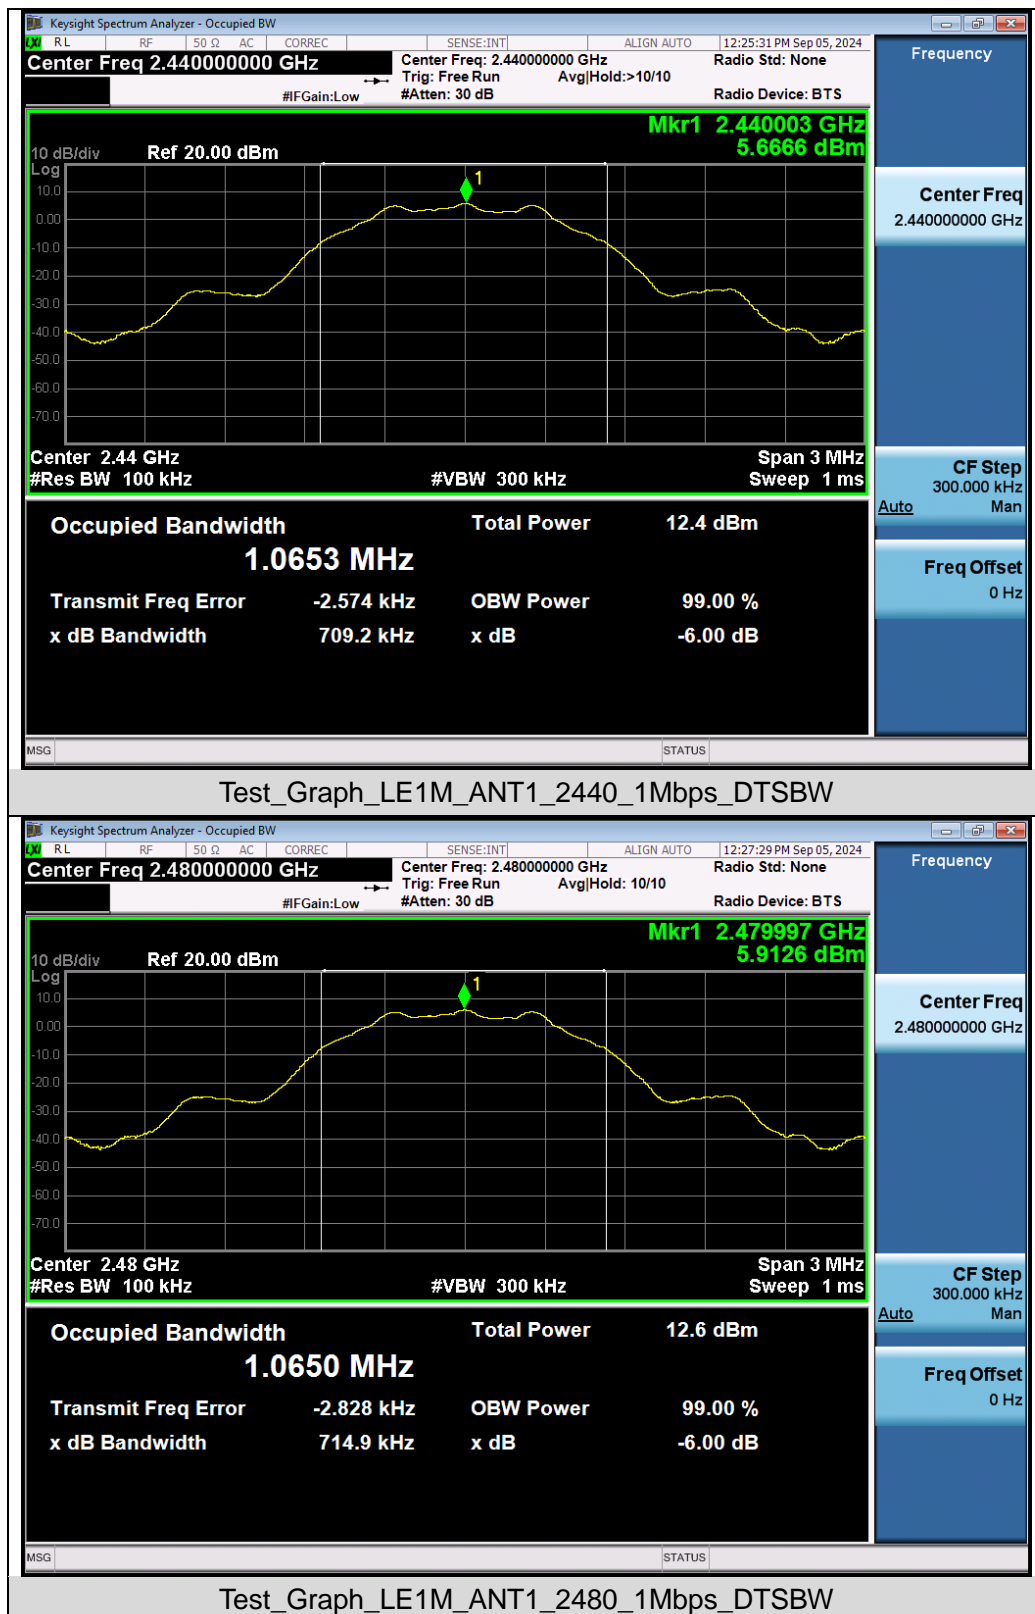 Keysight Spectrum Analyzer - Occupied BW
LXI RL RF 50 Ω AC CORREC SENSE:INT ALIGN AUTO 12:25:31 PM Sep 05, 2024
Center Freq 2.440000000 GHz Center Freq: 2.440000000 GHz Radio Std: None
Trig: Free Run Avg|Hold:>10/10
#IFGain:Low #Atten: 30 dB Radio Device: BTS
Frequency
Mkr1 2.440003 GHz
5.6666 dBm
10 dB/div Ref 20.00 dBm
Log
10.0
0.00
-10.0
-20.0
-30.0
-40.0
-50.0
-60.0
-70.0
1
Center Freq
2.440000000 GHz
Center 2.44 GHz Span 3 MHz
#Res BW 100 kHz #VBW 300 kHz Sweep 1 ms
CF Step
300.000 kHz
Auto Man
Occupied Bandwidth Total Power 12.4 dBm
1.0653 MHz
Transmit Freq Error -2.574 kHz OBW Power 99.00 %
x dB Bandwidth 709.2 kHz x dB -6.00 dB
Freq Offset
0 Hz
MSG STATUS
Test_Graph_LE1M_ANT1_2440_1Mbps_DTSBW
Keysight Spectrum Analyzer - Occupied BW
LXI RL RF 50 Ω AC CORREC SENSE:INT ALIGN AUTO 12:27:29 PM Sep 05, 2024
Center Freq 2.480000000 GHz Center Freq: 2.480000000 GHz Radio Std: None
Trig: Free Run Avg|Hold: 10/10
#IFGain:Low #Atten: 30 dB Radio Device: BTS
Frequency
Mkr1 2.479997 GHz
5.9126 dBm
10 dB/div Ref 20.00 dBm
Log
10.0
0.00
-10.0
-20.0
-30.0
-40.0
-50.0
-60.0
-70.0
1
Center Freq
2.480000000 GHz
Center 2.48 GHz Span 3 MHz
#Res BW 100 kHz #VBW 300 kHz Sweep 1 ms
CF Step
300.000 kHz
Auto Man
Occupied Bandwidth Total Power 12.6 dBm
1.0650 MHz
Transmit Freq Error -2.828 kHz OBW Power 99.00 %
x dB Bandwidth 714.9 kHz x dB -6.00 dB
Freq Offset
0 Hz
MSG STATUS
Test_Graph_LE1M_ANT1_2480_1Mbps_DTSBW